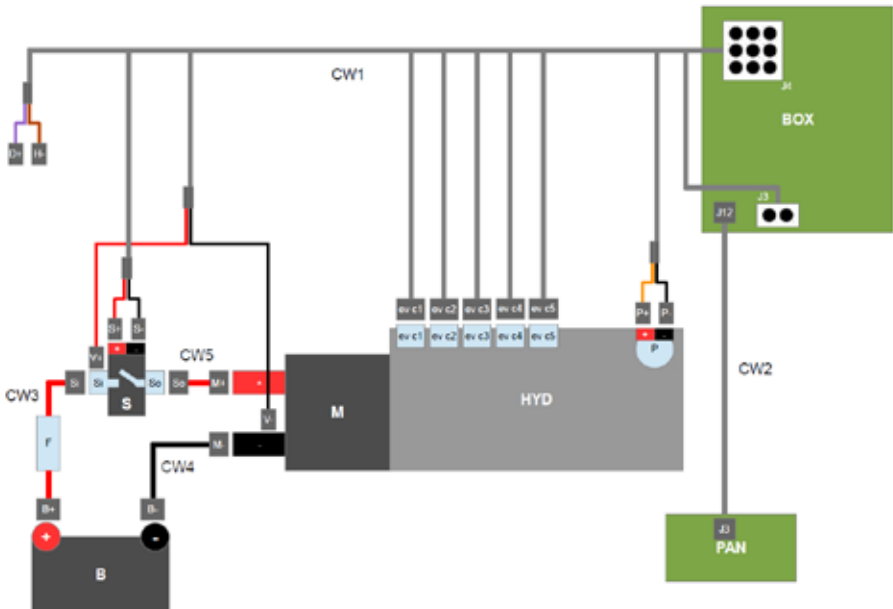 CW1
J4
BOX
D+ H-
J3
J12
S+ S-
ev c1 ev c2 ev c3 ev c4 ev c5
P+ P-
V+
+ -
ev c1 ev c2 ev c3 ev c4 ev c5
+ -
P
CW5
CW2
CW3
Si Si So So M+ +
S
M
HYD
V-
F
M- -
CW4
B+ B-
+ -
B
J3
PAN